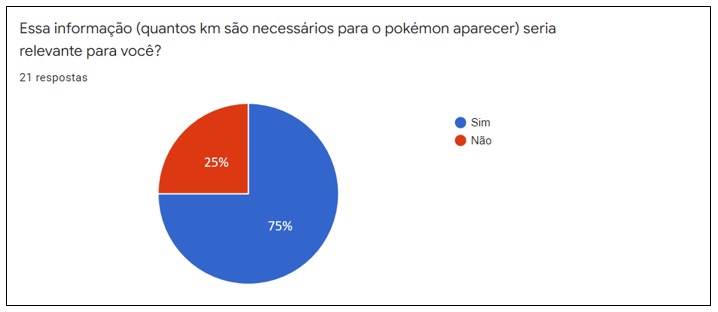 Essa informação (quantos km são necessários para o pokémon aparecer) seria
relevante para você?
21 respostas
Sim
Não
25%
75%